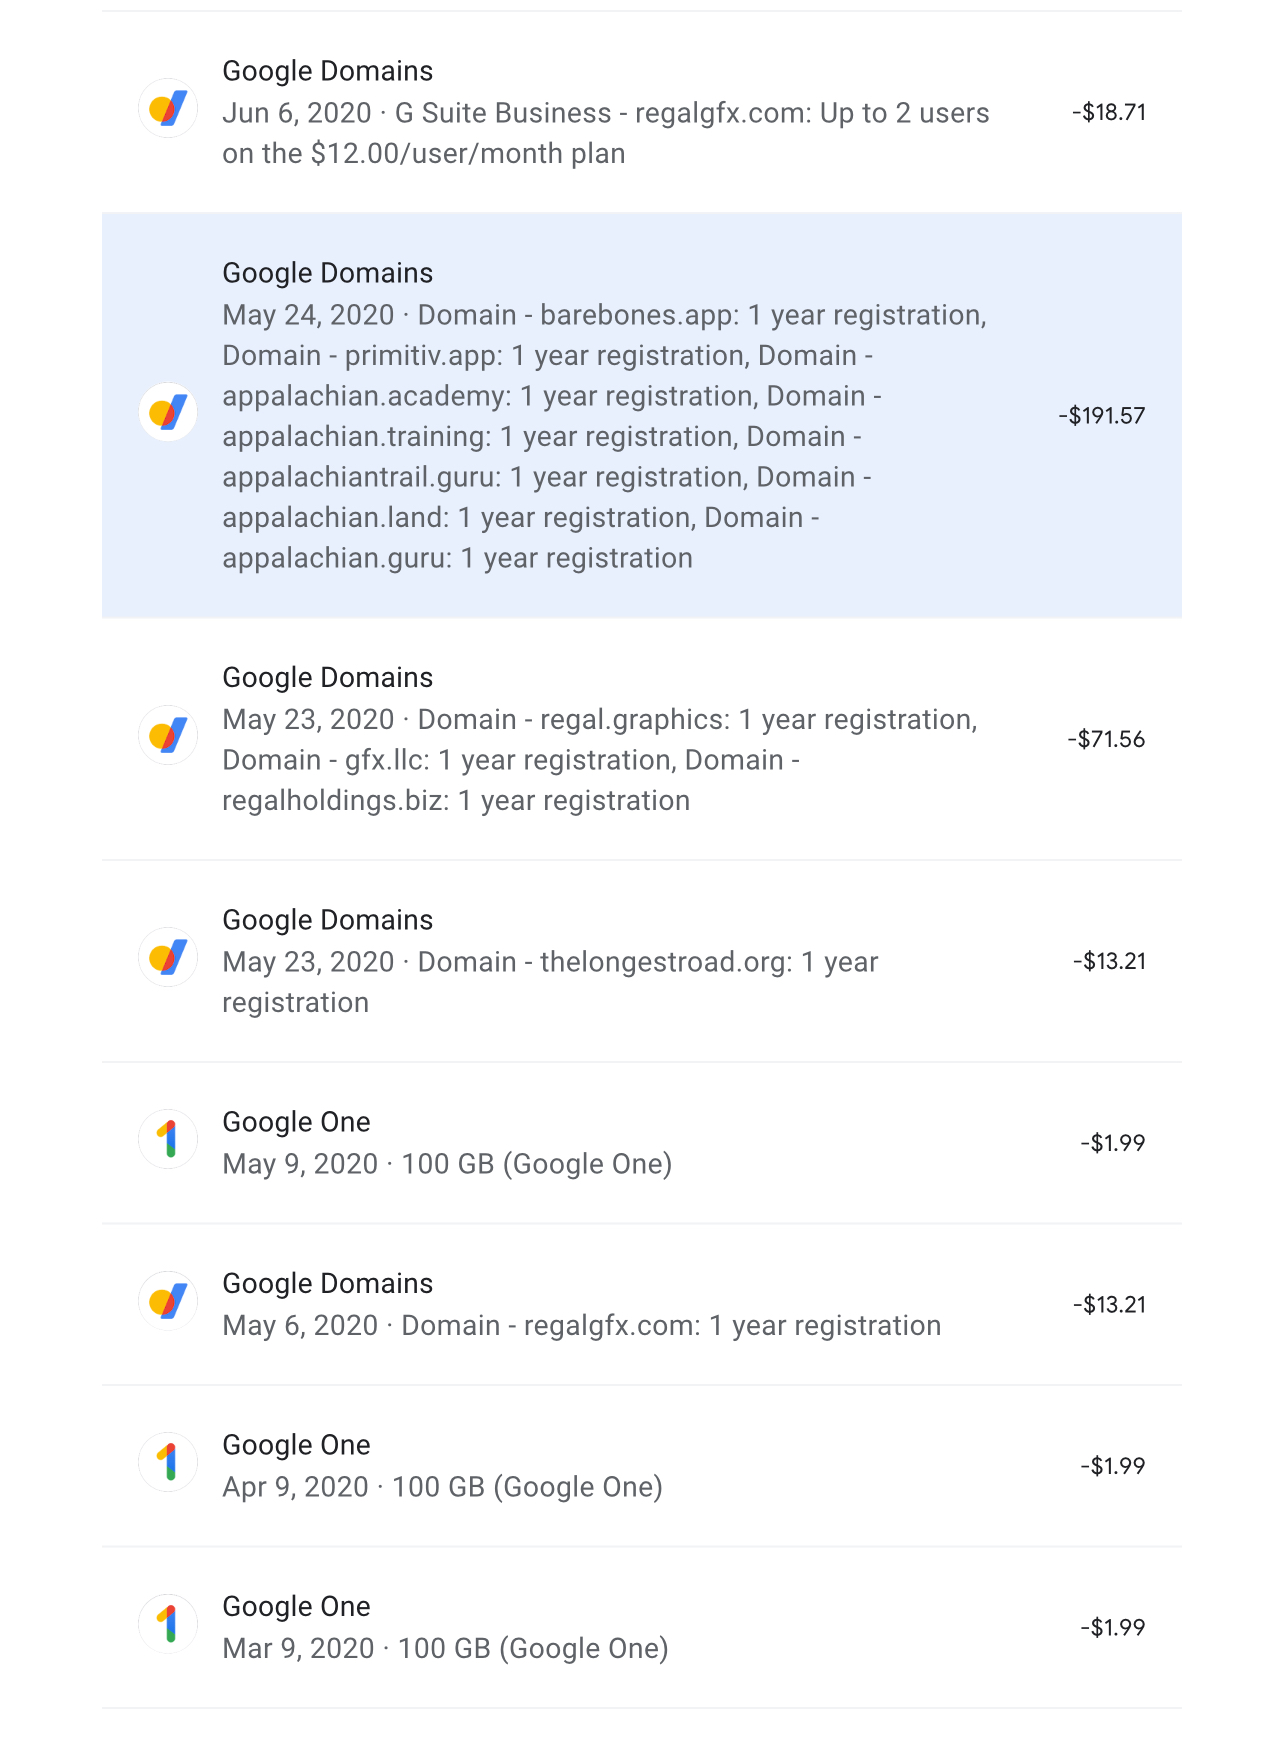 Google Domains
Jun 6, 2020 · G Suite Business - regalgfx.com: Up to 2 users
on the $12.00/user/month plan
-$18.71
Google Domains
May 24, 2020 · Domain - barebones.app: 1 year registration,
Domain - primitiv.app: 1 year registration, Domain -
appalachian.academy: 1 year registration, Domain -
appalachian.training: 1 year registration, Domain -
appalachiantrail.guru: 1 year registration, Domain -
appalachian.land: 1 year registration, Domain -
appalachian.guru: 1 year registration
-$191.57
Google Domains
May 23, 2020 · Domain - regal.graphics: 1 year registration,
Domain - gfx.llc: 1 year registration, Domain -
regalholdings.biz: 1 year registration
-$71.56
Google Domains
May 23, 2020 · Domain - thelongestroad.org: 1 year
registration
-$13.21
Google One
May 9, 2020 · 100 GB (Google One)
-$1.99
Google Domains
May 6, 2020 · Domain - regalgfx.com: 1 year registration
-$13.21
Google One
Apr 9, 2020 · 100 GB (Google One)
-$1.99
Google One
Mar 9, 2020 · 100 GB (Google One)
-$1.99